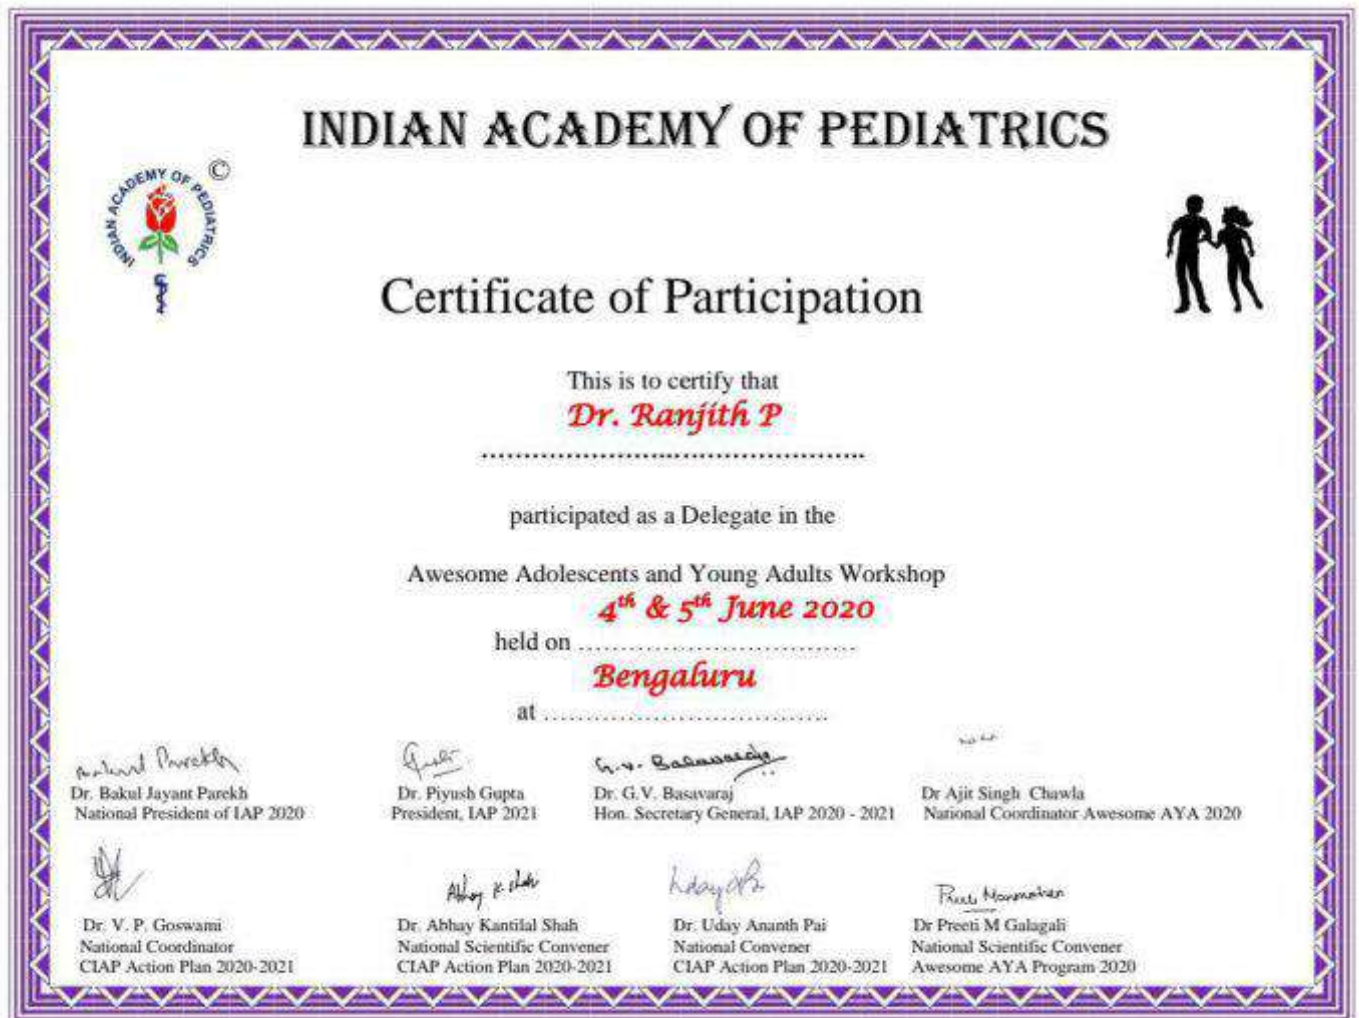 INDIAN ACADEMY OF PEDIATRICS
INDIAN ACADEMY OF PEDIATRICS ©
Certificate of Participation
This is to certify that
Dr. Ranjith P
participated as a Delegate in the
Awesome Adolescents and Young Adults Workshop
4th & 5th June 2020
held on ................................
Bengaluru
at ................................
Dr. Bakul Jayant Parekh
National President of IAP 2020
Dr. Piyush Gupta
President, IAP 2021
G.V. Basavaraj
Dr. G.V. Basavaraj
Hon. Secretary General, IAP 2020 - 2021
Dr Ajit Singh Chawla
National Coordinator Awesome AYA 2020
Dr. V. P. Goswami
National Coordinator
CIAP Action Plan 2020-2021
Abhay K. Shah
Dr. Abhay Kantilal Shah
National Scientific Convener
CIAP Action Plan 2020-2021
Dr. Uday Ananth Pai
National Convener
CIAP Action Plan 2020-2021
Preeti Manmohan
Dr Preeti M Galagali
National Scientific Convener
Awesome AYA Program 2020